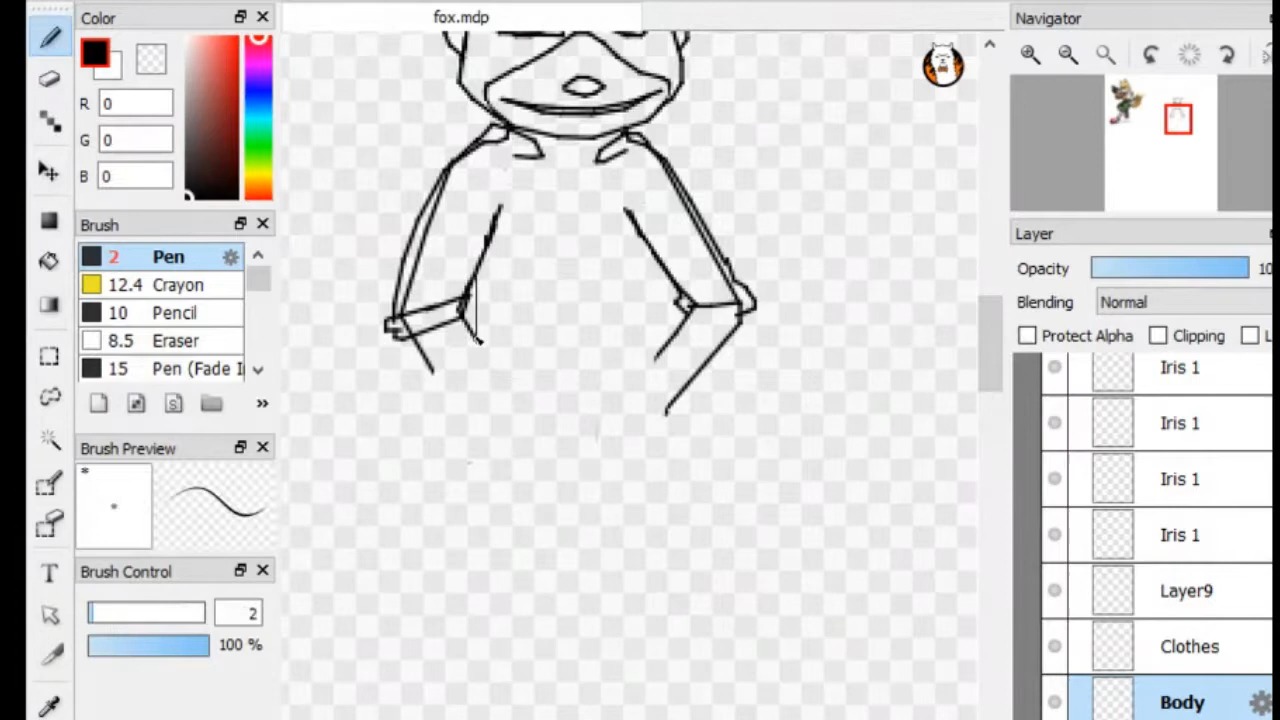 Color
fox.mdp
Navigator
R 0
G 0
B 0
Brush
2 Pen
12.4 Crayon
10 Pencil
8.5 Eraser
15 Pen (Fade I
Brush Preview
*
Brush Control
2
100 %
T
Layer
Opacity 10
Blending Normal
Protect Alpha Clipping L
Iris 1
Iris 1
Iris 1
Iris 1
Layer9
Clothes
Body